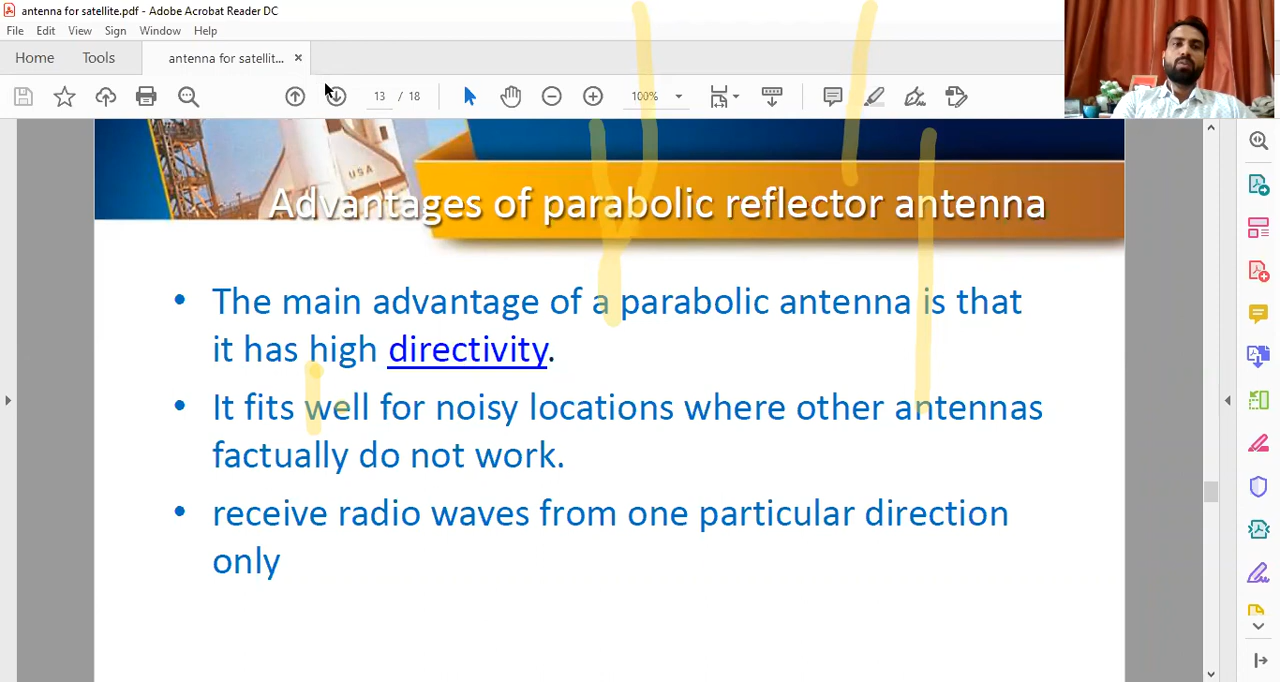 antenna for satellite.pdf - Adobe Acrobat Reader DC
File Edit View Sign Window Help
Home Tools antenna for satellit... ×
13 / 18 100%
USA
Advantages of parabolic reflector antenna
• The main advantage of a parabolic antenna is that
it has high directivity.
• It fits well for noisy locations where other antennas
factually do not work.
• receive radio waves from one particular direction
only